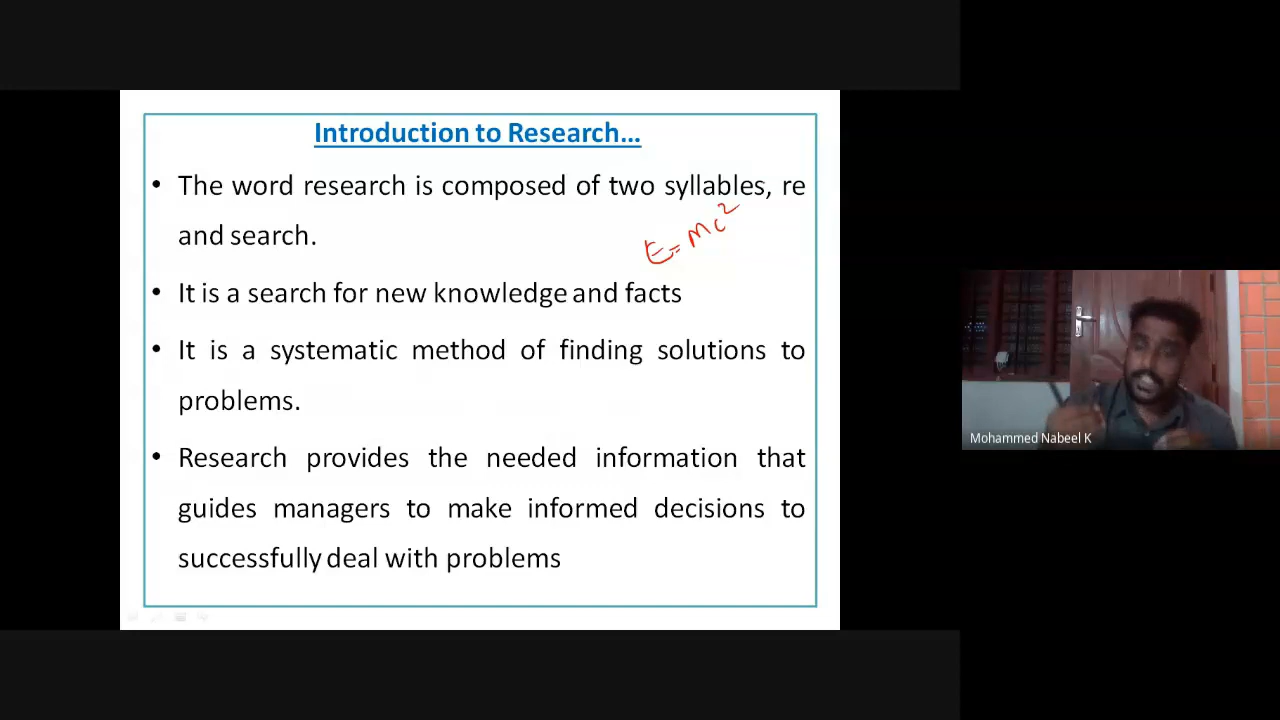 Introduction to Research...
• The word research is composed of two syllables, re
and search.
E=Mc²
• It is a search for new knowledge and facts
• It is a systematic method of finding solutions to
problems.
• Research provides the needed information that
guides managers to make informed decisions to
successfully deal with problems
Mohammed Nabeel K